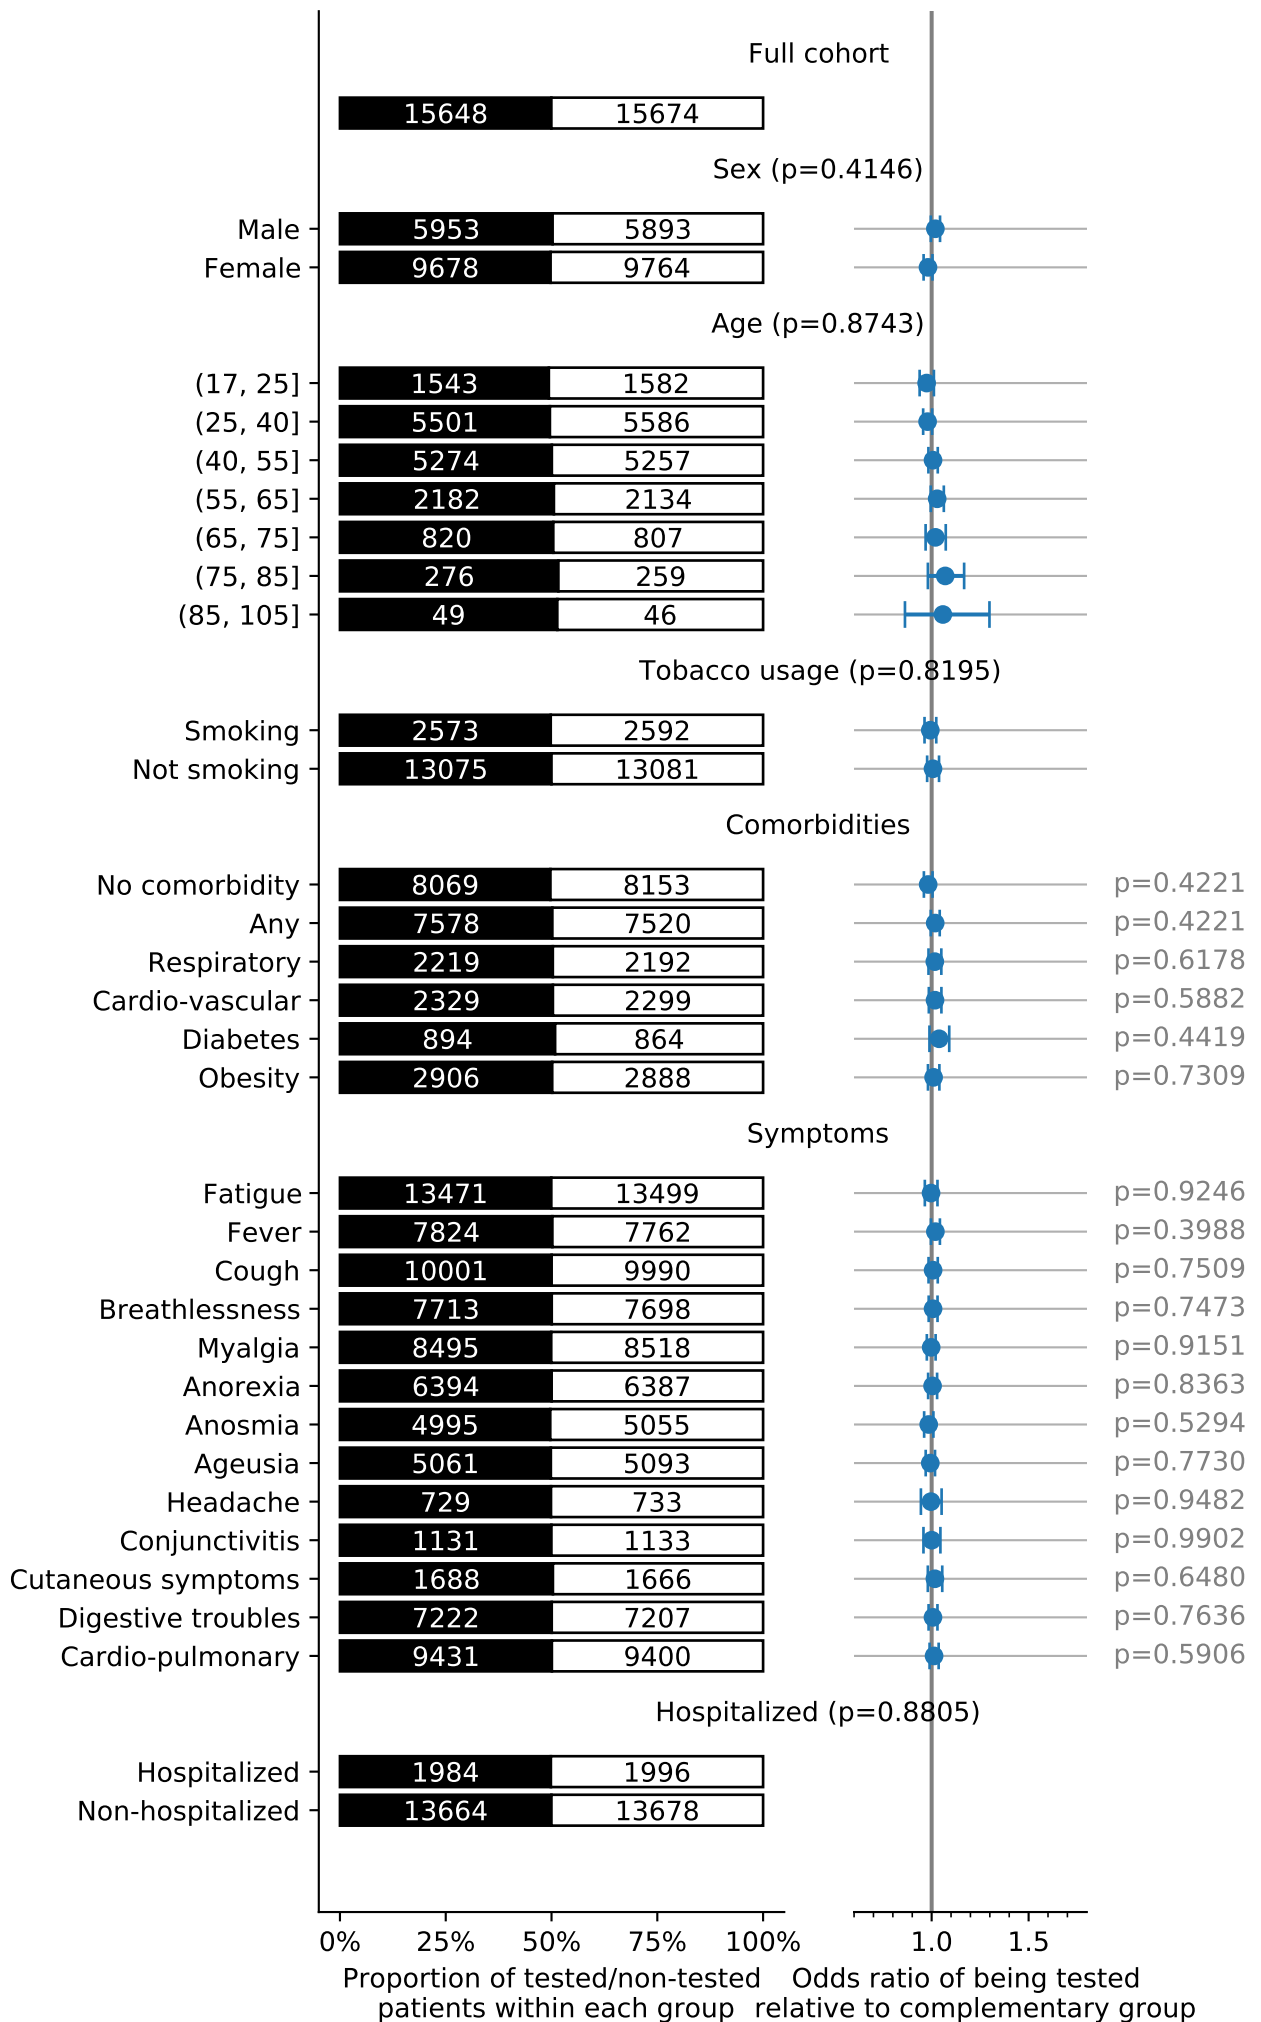 Full cohort
15648 15674
Sex (p=0.4146)
Male 5953 5893
Female 9678 9764
Age (p=0.8743)
(17, 25] 1543 1582
(25, 40] 5501 5586
(40, 55] 5274 5257
(55, 65] 2182 2134
(65, 75] 820 807
(75, 85] 276 259
(85, 105] 49 46
Tobacco usage (p=0.8195)
Smoking 2573 2592
Not smoking 13075 13081
Comorbidities
No comorbidity 8069 8153 p=0.4221
Any 7578 7520 p=0.4221
Respiratory 2219 2192 p=0.6178
Cardio-vascular 2329 2299 p=0.5882
Diabetes 894 864 p=0.4419
Obesity 2906 2888 p=0.7309
Symptoms
Fatigue 13471 13499 p=0.9246
Fever 7824 7762 p=0.3988
Cough 10001 9990 p=0.7509
Breathlessness 7713 7698 p=0.7473
Myalgia 8495 8518 p=0.9151
Anorexia 6394 6387 p=0.8363
Anosmia 4995 5055 p=0.5294
Ageusia 5061 5093 p=0.7730
Headache 729 733 p=0.9482
Conjunctivitis 1131 1133 p=0.9902
Cutaneous symptoms 1688 1666 p=0.6480
Digestive troubles 7222 7207 p=0.7636
Cardio-pulmonary 9431 9400 p=0.5906
Hospitalized (p=0.8805)
Hospitalized 1984 1996
Non-hospitalized 13664 13678
0% 25% 50% 75% 100% 1.0 1.5
Proportion of tested/non-tested Odds ratio of being tested
patients within each group relative to complementary group